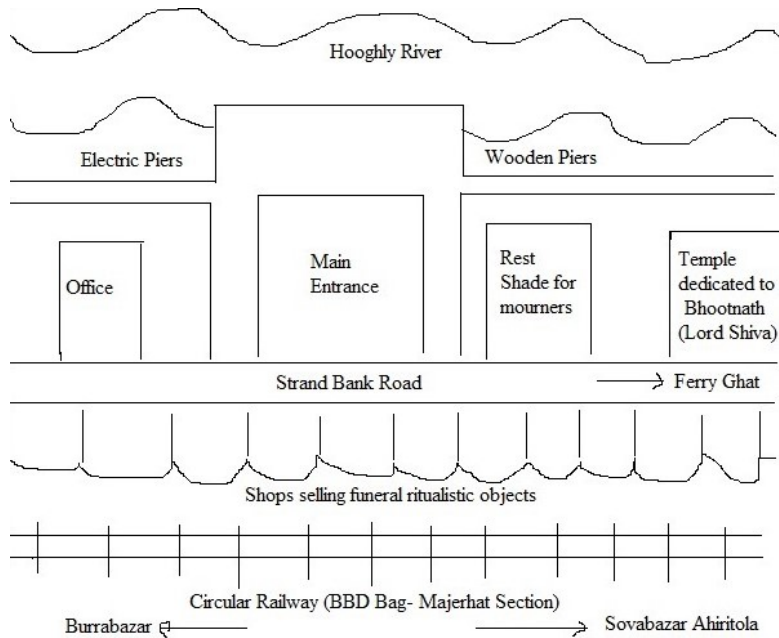 Hooghly River
Electric Piers
Wooden Piers
Office
Main
Entrance
Rest
Shade for
mourners
Temple
dedicated to
Bhootnath
(Lord Shiva)
Strand Bank Road
Ferry Ghat
Shops selling funeral ritualistic objects
Circular Railway (BBD Bag- Majerhat Section)
Burrabazar
Sovabazar Ahiritola